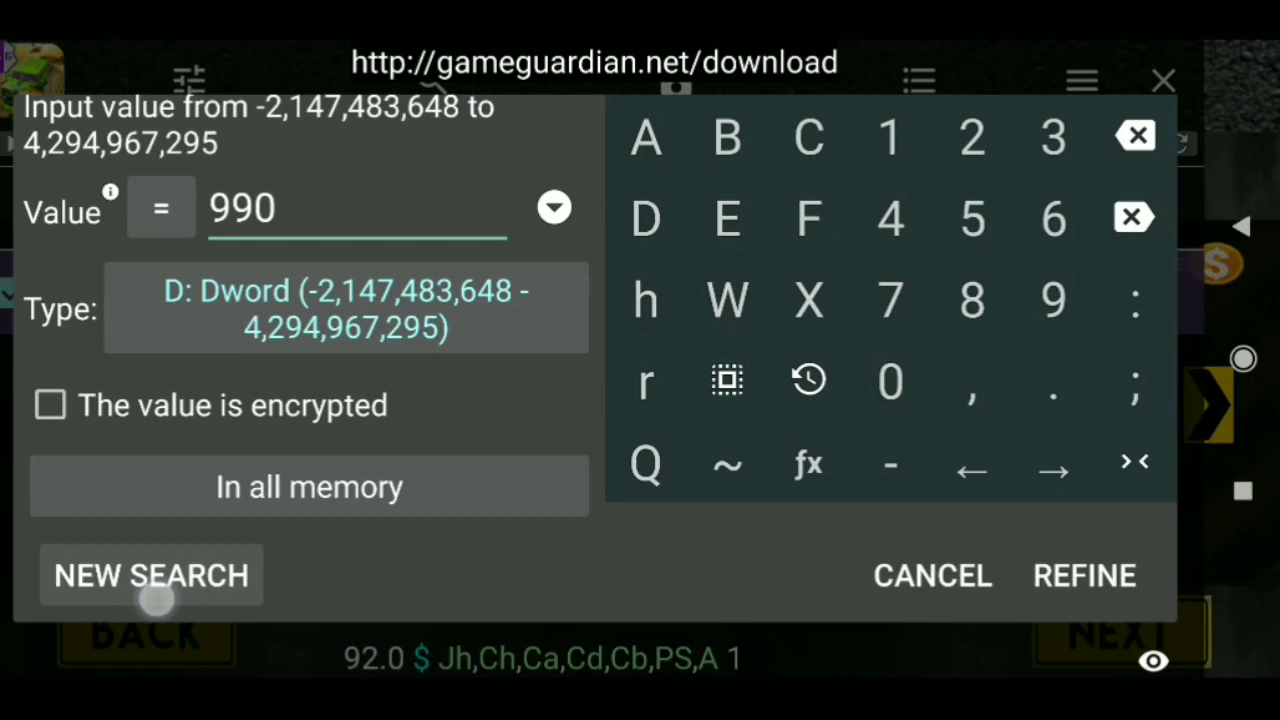 http://gameguardian.net/download
Input value from -2,147,483,648 to
4,294,967,295
Value
=
990
Type:
D: Dword (-2,147,483,648 -
4,294,967,295)
The value is encrypted
In all memory
NEW SEARCH
CANCEL
REFINE
A B C 1 2 3
D E F 4 5 6
h W X 7 8 9 :
r 0 , . ;
Q ~ ƒx - ← → ><
BACK
NEXT
92.0 $ Jh,Ch,Ca,Cd,Cb,PS,A 1